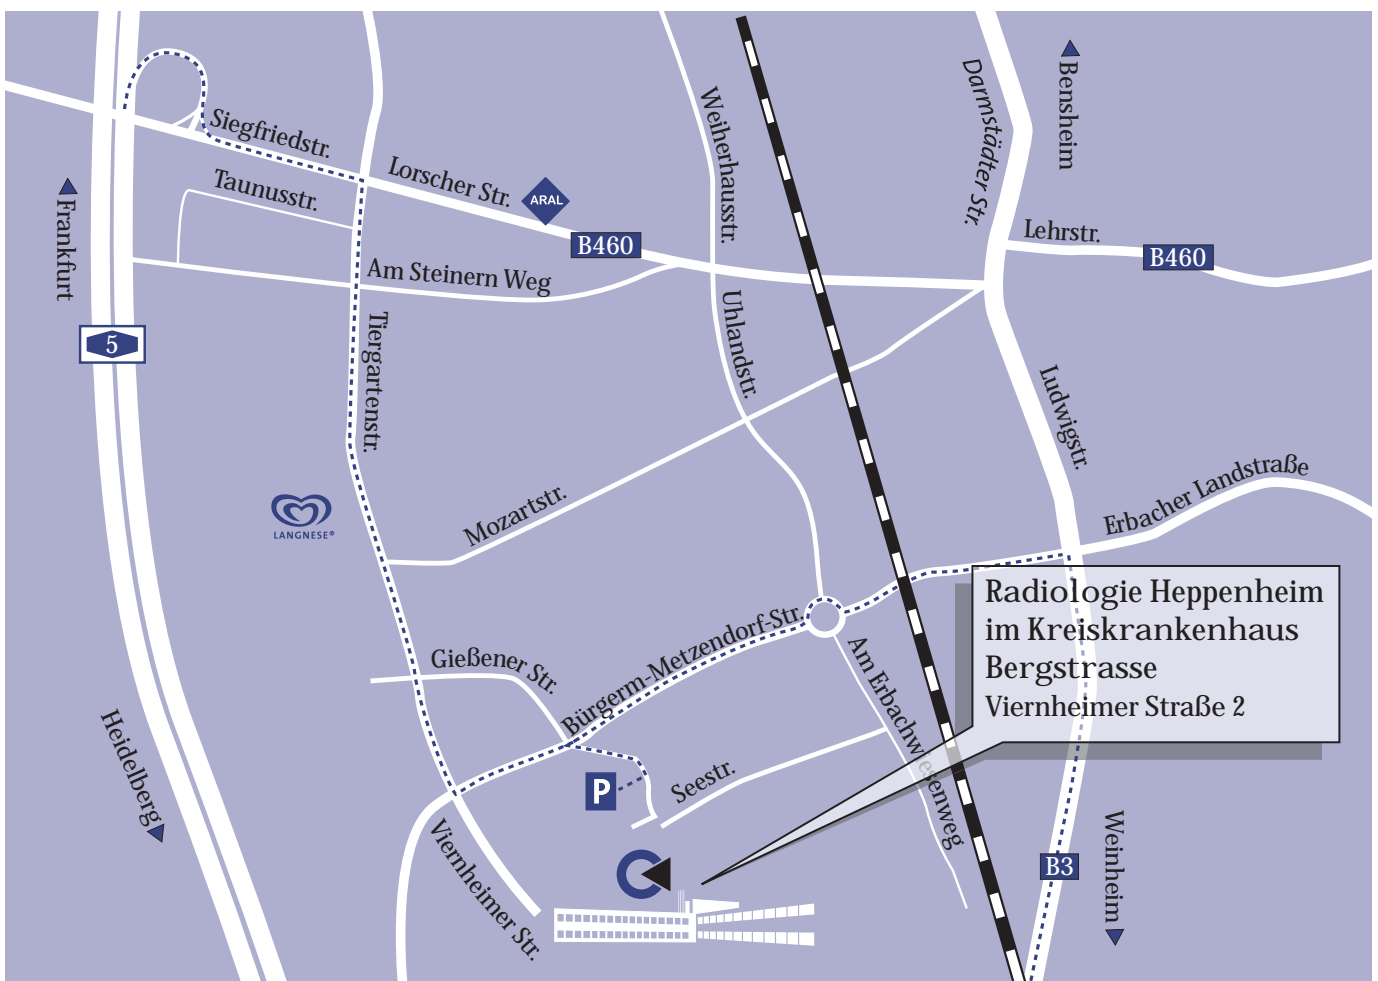 Siegfriedstr.
Taunusstr.
Lorscher Str.
ARAL
B460
Am Steinern Weg
Weiherhausstr.
Uhlandstr.
Darmstädter Str.
Bensheim
Lehrstr.
B460
Frankfurt
5
Tiergartenstr.
LANGNESE®
Mozartstr.
Ludwigstr.
Erbacher Landstraße
Gießener Str.
Bürgerm-Metzendorf-Str.
Am Erbachwiesenweg
Radiologie Heppenheim
im Kreiskrankenhaus
Bergstrasse
Viernheimer Straße 2
Heidelberg
P
Seestr.
Viernheimer Str.
B3
Weinheim